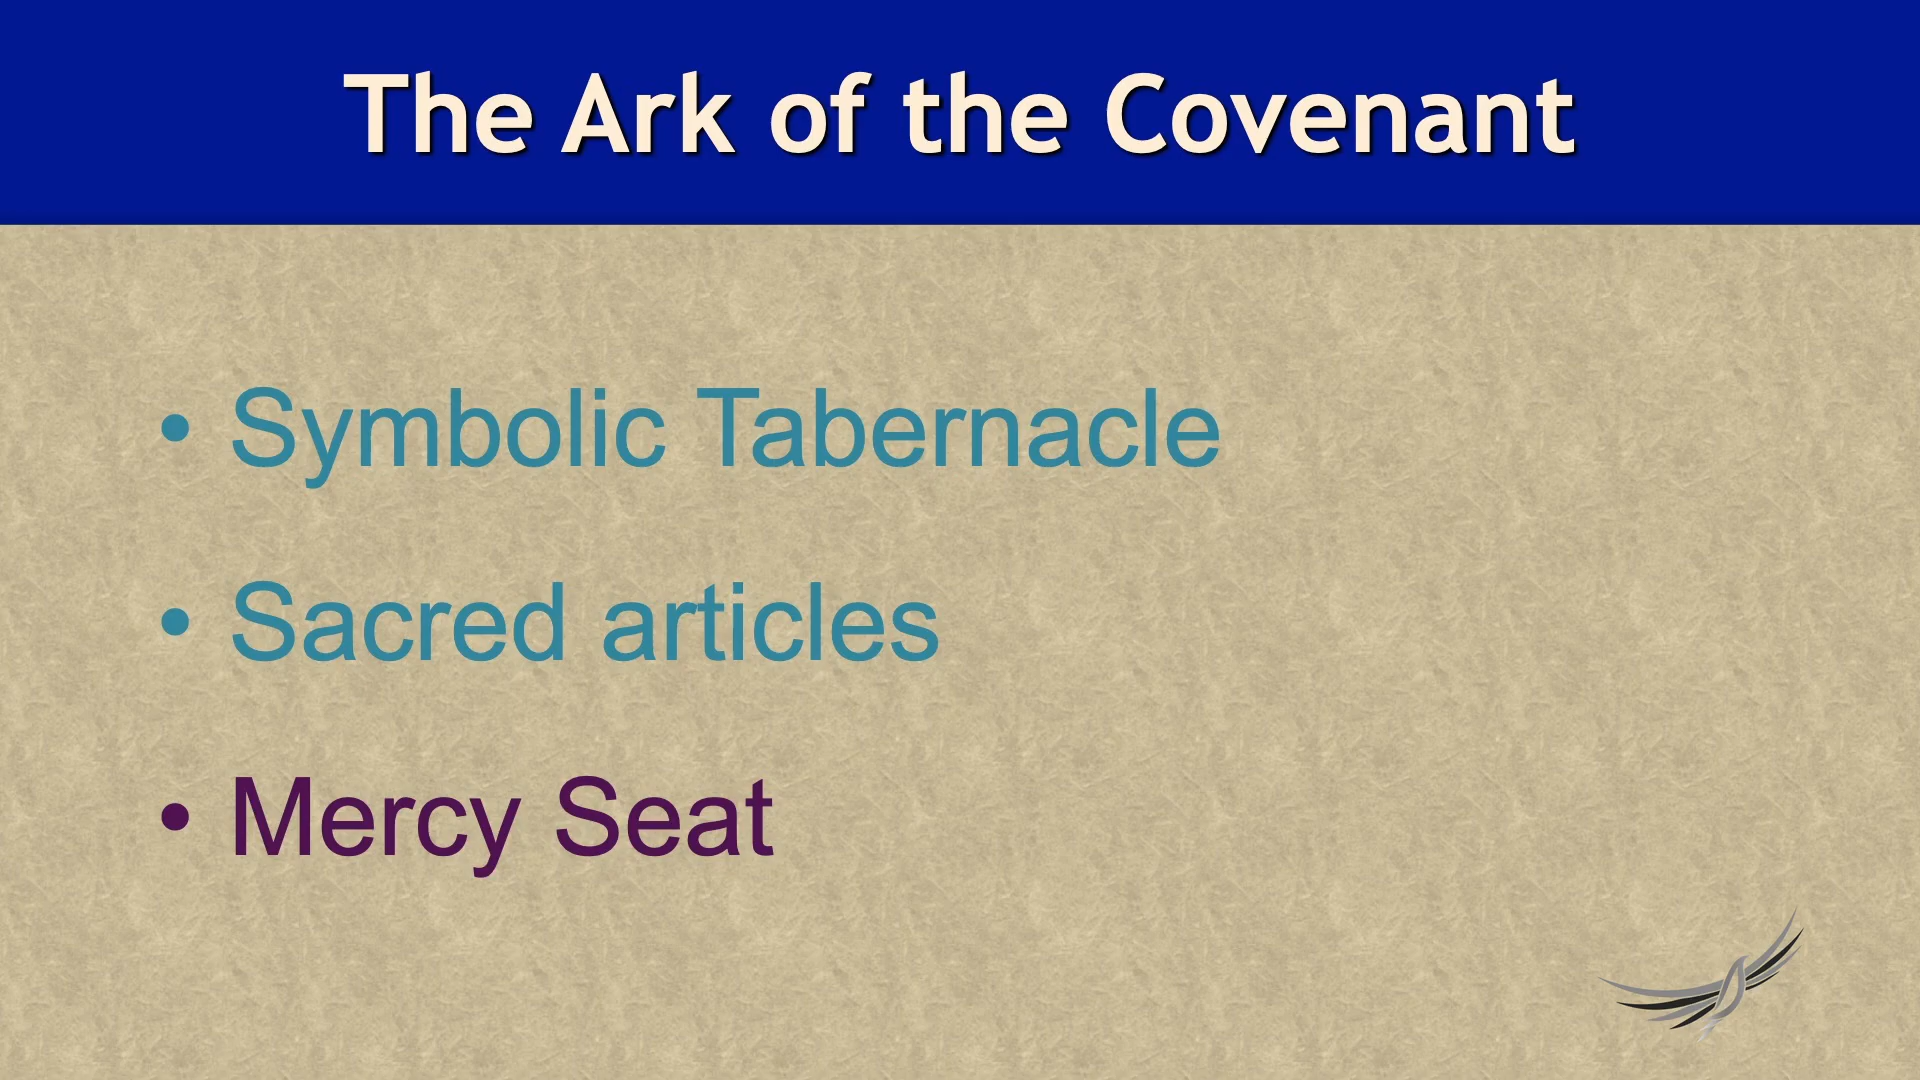 The Ark of the Covenant
• Symbolic Tabernacle
• Sacred articles
• Mercy Seat